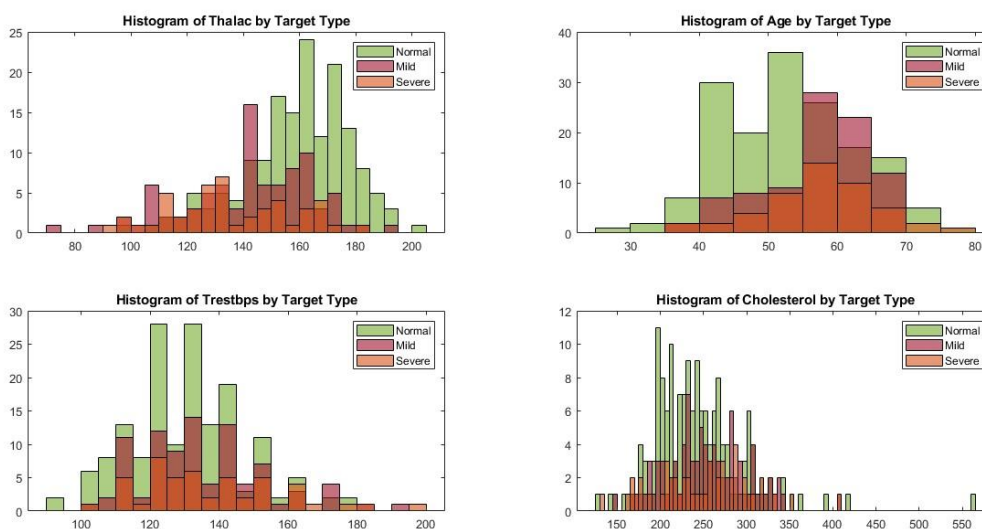 Histogram of Thalac by Target Type
25
20
15
10
5
0
80 100 120 140 160 180 200
Normal
Mild
Severe
Histogram of Age by Target Type
40
30
20
10
0
30 40 50 60 70 80
Normal
Mild
Severe
Histogram of Trestbps by Target Type
30
25
20
15
10
5
0
100 120 140 160 180 200
Normal
Mild
Severe
Histogram of Cholesterol by Target Type
12
10
8
6
4
2
0
150 200 250 300 350 400 450 500 550
Normal
Mild
Severe